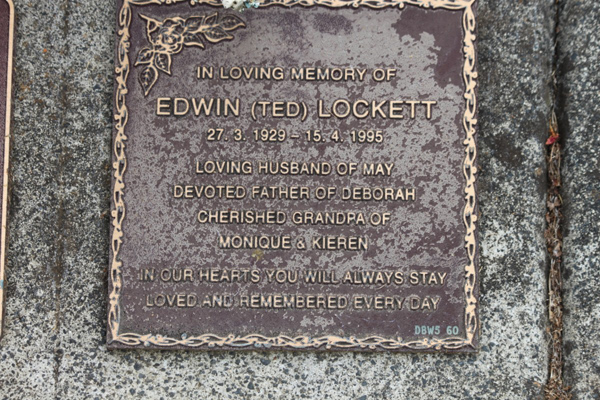 IN LOVING MEMORY OF
EDWIN (TED) LOCKETT
27. 3. 1929 – 15. 4. 1995
LOVING HUSBAND OF MAY
DEVOTED FATHER OF DEBORAH
CHERISHED GRANDPA OF
MONIQUE & KIEREN
IN OUR HEARTS YOU WILL ALWAYS STAY
LOVED AND REMEMBERED EVERY DAY
DBW5 60